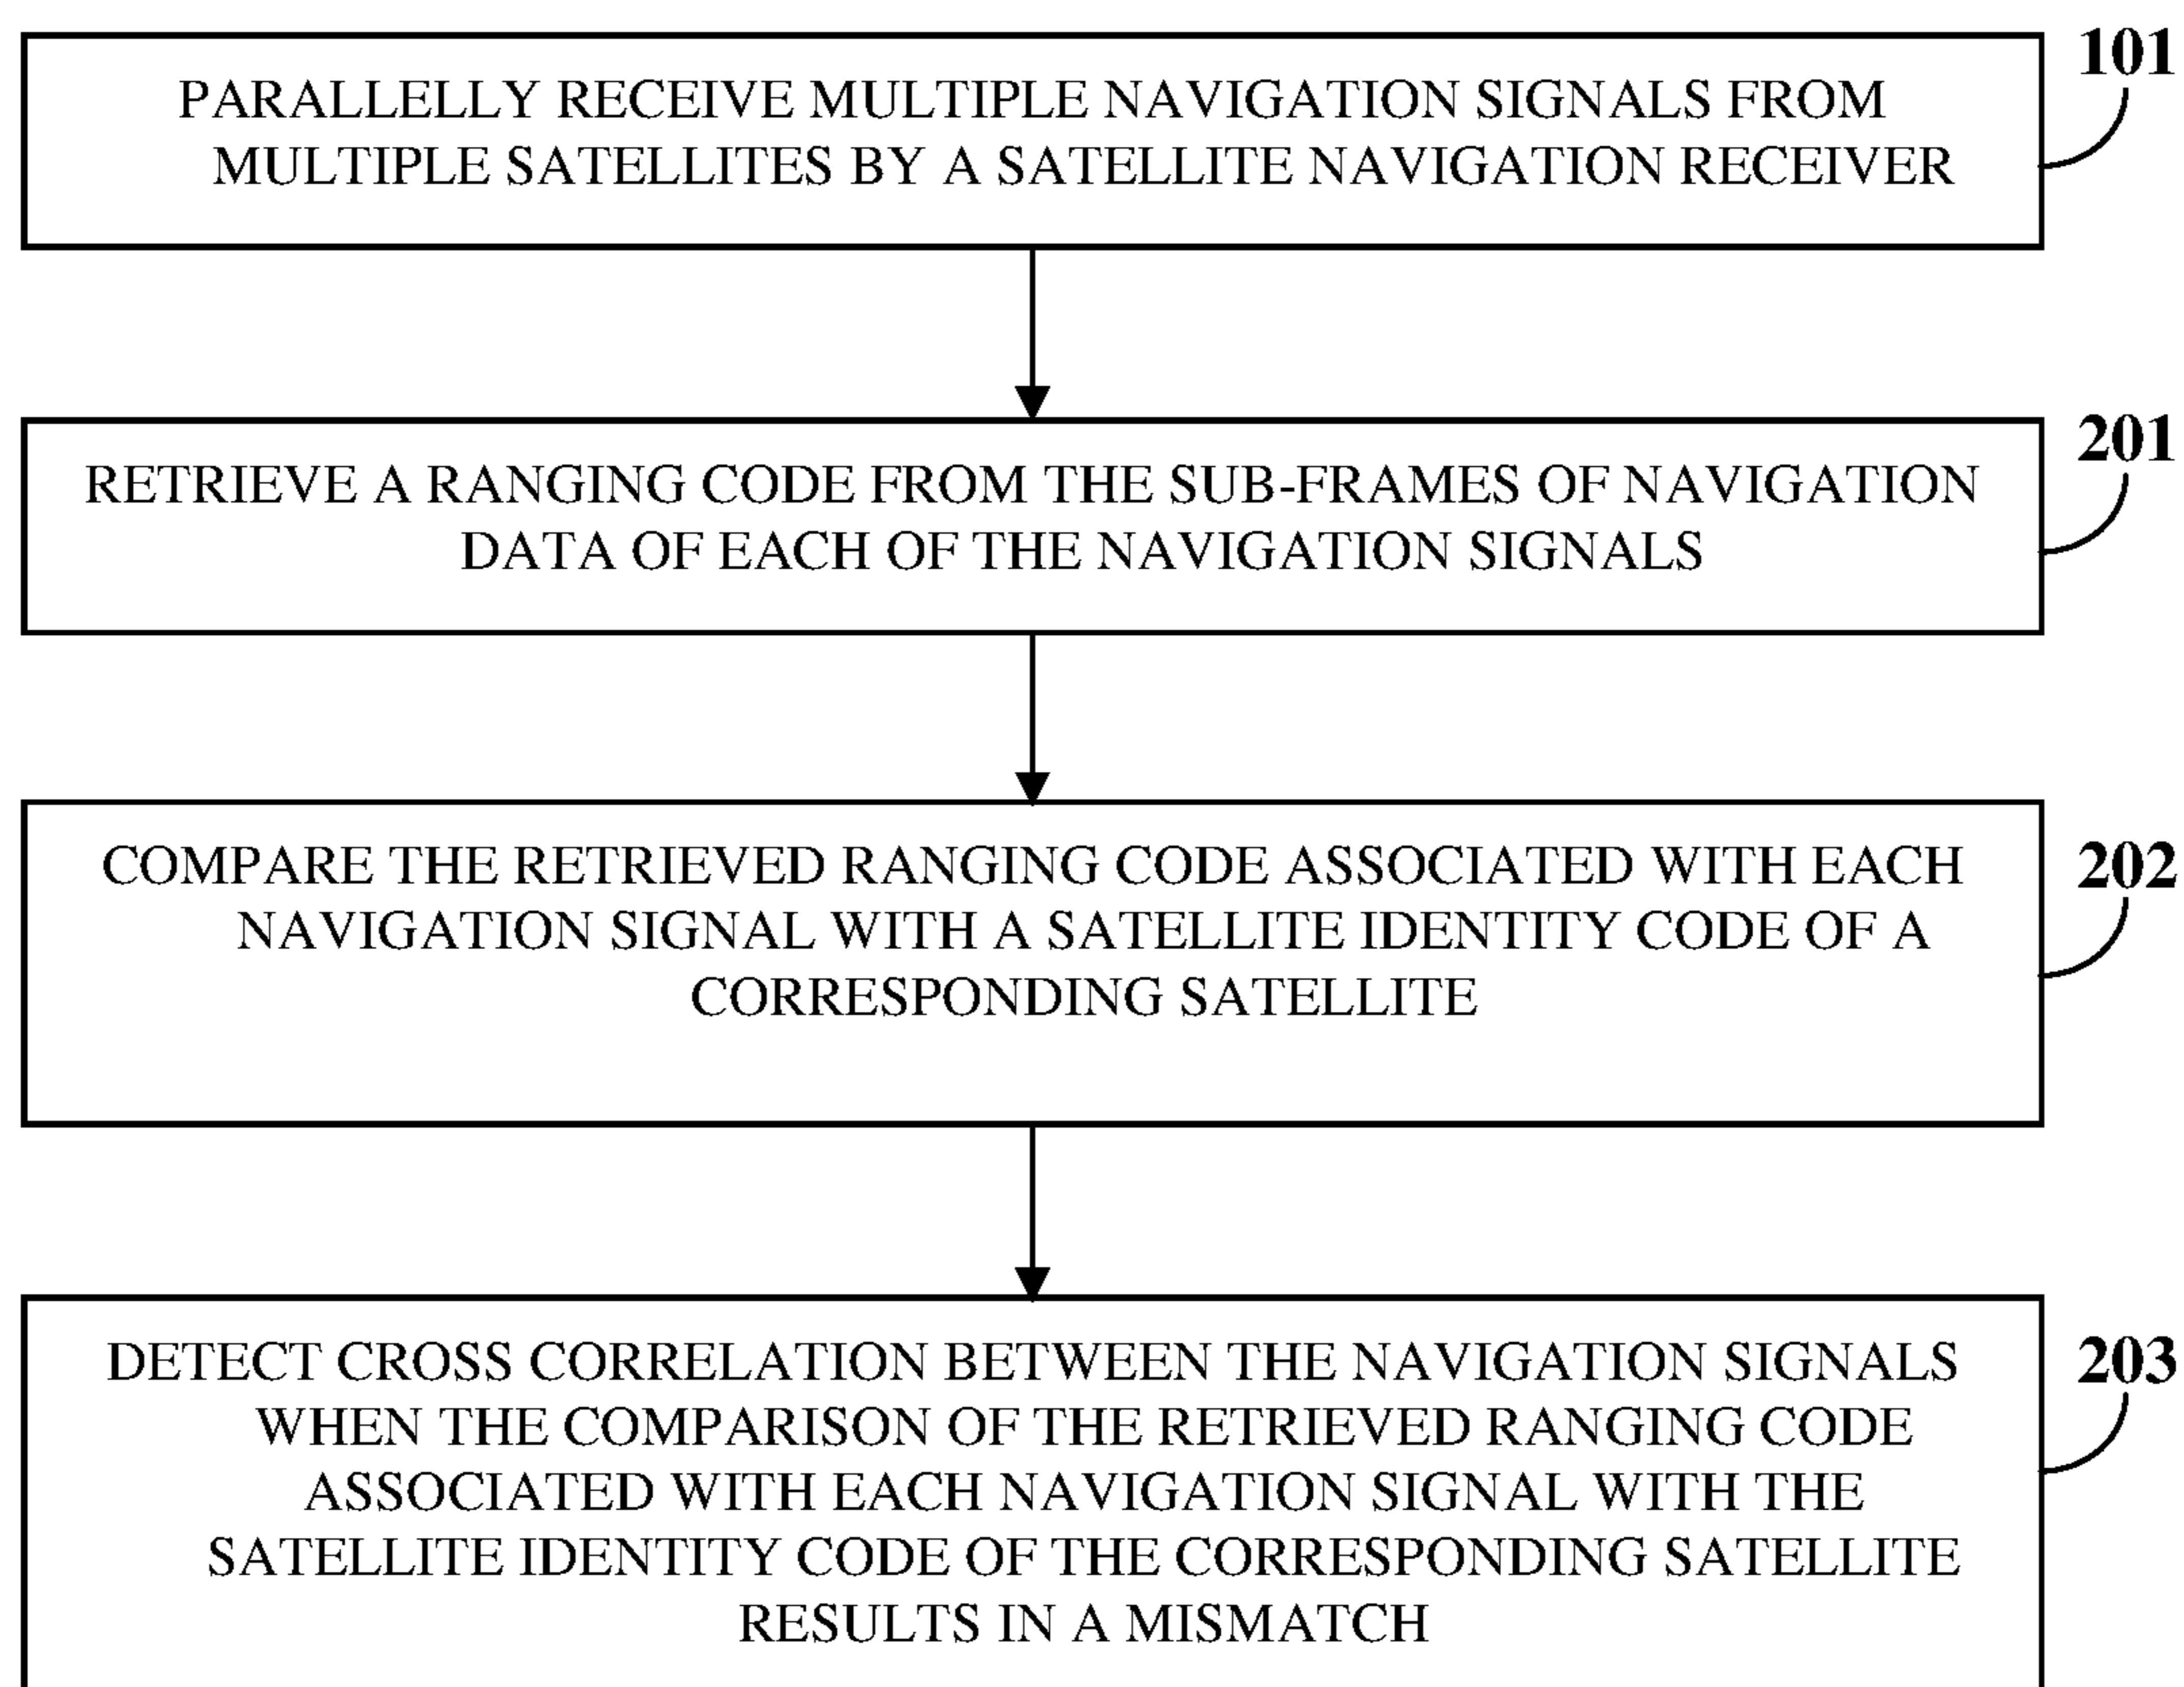 101
PARALLELLY RECEIVE MULTIPLE NAVIGATION SIGNALS FROM
MULTIPLE SATELLITES BY A SATELLITE NAVIGATION RECEIVER
201
RETRIEVE A RANGING CODE FROM THE SUB-FRAMES OF NAVIGATION
DATA OF EACH OF THE NAVIGATION SIGNALS
202
COMPARE THE RETRIEVED RANGING CODE ASSOCIATED WITH EACH
NAVIGATION SIGNAL WITH A SATELLITE IDENTITY CODE OF A
CORRESPONDING SATELLITE
203
DETECT CROSS CORRELATION BETWEEN THE NAVIGATION SIGNALS
WHEN THE COMPARISON OF THE RETRIEVED RANGING CODE
ASSOCIATED WITH EACH NAVIGATION SIGNAL WITH THE
SATELLITE IDENTITY CODE OF THE CORRESPONDING SATELLITE
RESULTS IN A MISMATCH